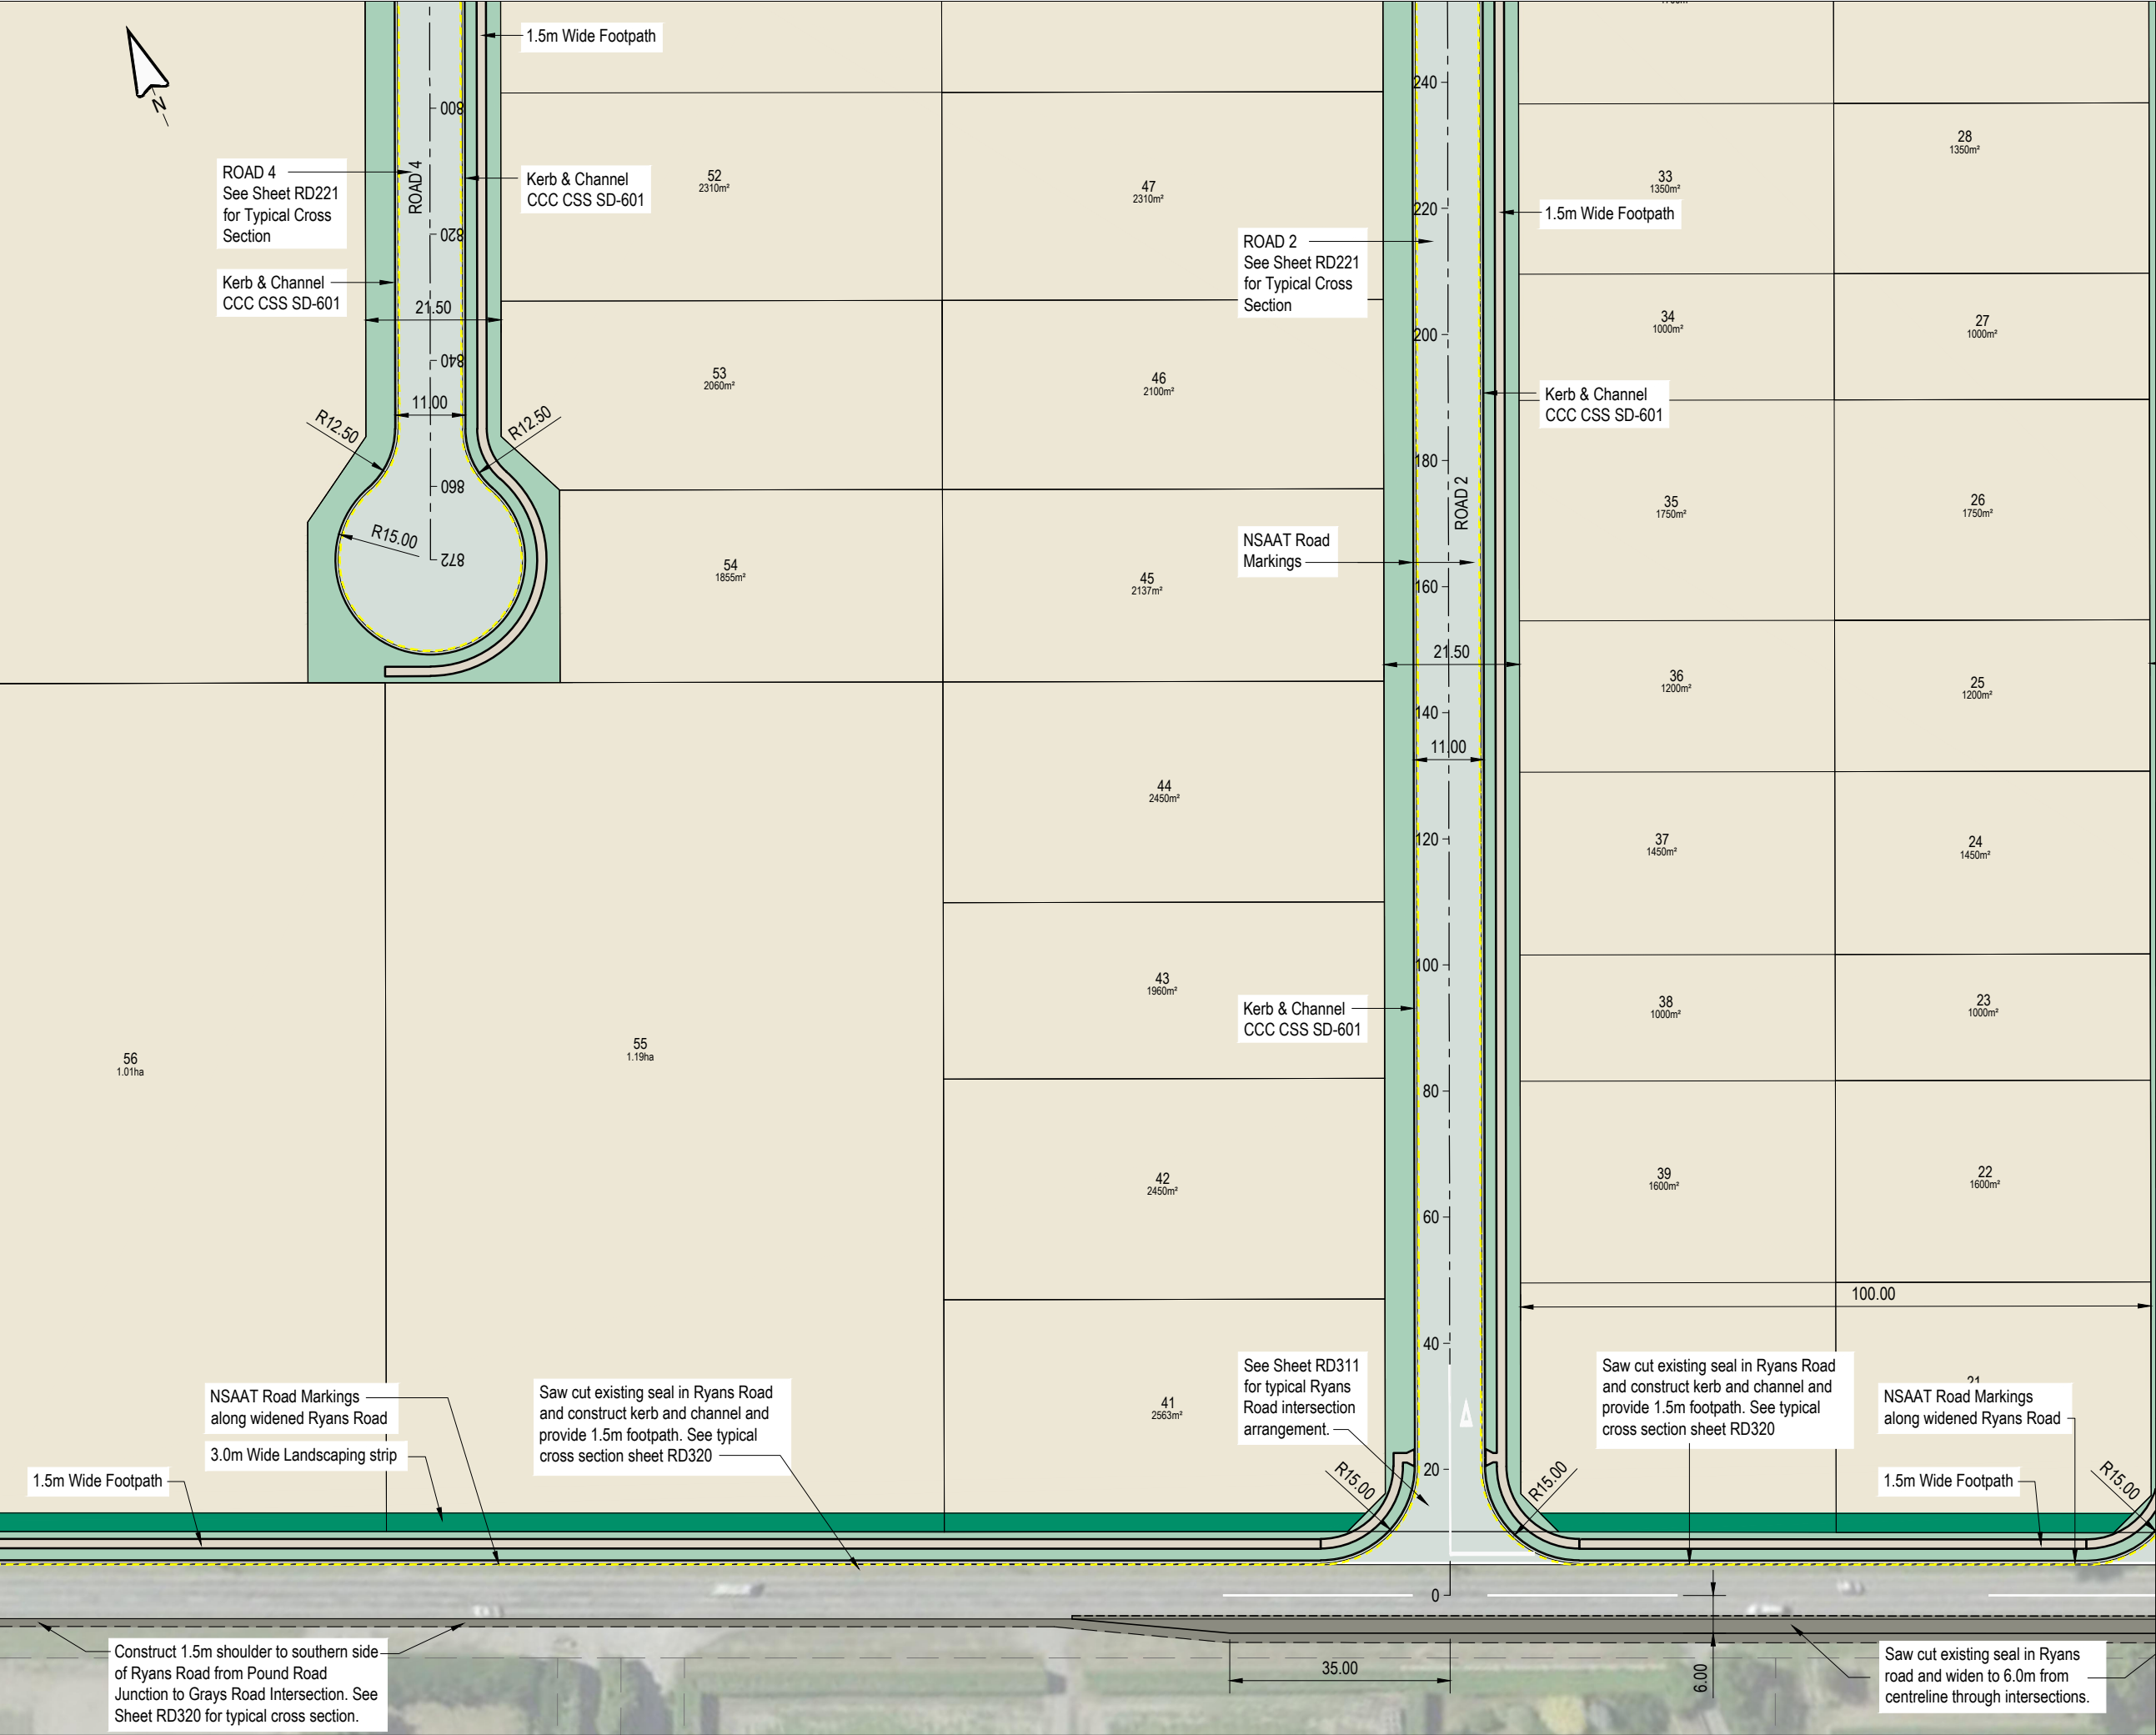 1.5m Wide Footpath
-N-
800
820
840
860
872
ROAD 4
ROAD 4
See Sheet RD221
for Typical Cross
Section
Kerb & Channel
CCC CSS SD-601
Kerb & Channel
CCC CSS SD-601
21.50
11.00
R12.50
R12.50
R15.00
52
2310m²
47
2310m²
53
2060m²
46
2100m²
54
1855m²
45
2137m²
44
2450m²
43
1960m²
42
2450m²
41
2563m²
55
1.19ha
56
1.01ha
ROAD 2
See Sheet RD221
for Typical Cross
Section
NSAAT Road
Markings
Kerb & Channel
CCC CSS SD-601
240
220
200
180
160
140
120
100
80
60
40
20
0
ROAD 2
21.50
11.00
1.5m Wide Footpath
Kerb & Channel
CCC CSS SD-601
33
1350m²
28
1350m²
34
1000m²
27
1000m²
35
1750m²
26
1750m²
36
1200m²
25
1200m²
37
1450m²
24
1450m²
38
1000m²
23
1000m²
39
1600m²
22
1600m²
100.00
21
See Sheet RD311
for typical Ryans
Road intersection
arrangement.
Saw cut existing seal in Ryans Road
and construct kerb and channel and
provide 1.5m footpath. See typical
cross section sheet RD320
NSAAT Road Markings
along widened Ryans Road
1.5m Wide Footpath
R15.00
R15.00
R15.00
NSAAT Road Markings
along widened Ryans Road
3.0m Wide Landscaping strip
1.5m Wide Footpath
Saw cut existing seal in Ryans Road
and construct kerb and channel and
provide 1.5m footpath. See typical
cross section sheet RD320
Construct 1.5m shoulder to southern side
of Ryans Road from Pound Road
Junction to Grays Road Intersection. See
Sheet RD320 for typical cross section.
35.00
6.00
Saw cut existing seal in Ryans
road and widen to 6.0m from
centreline through intersections.